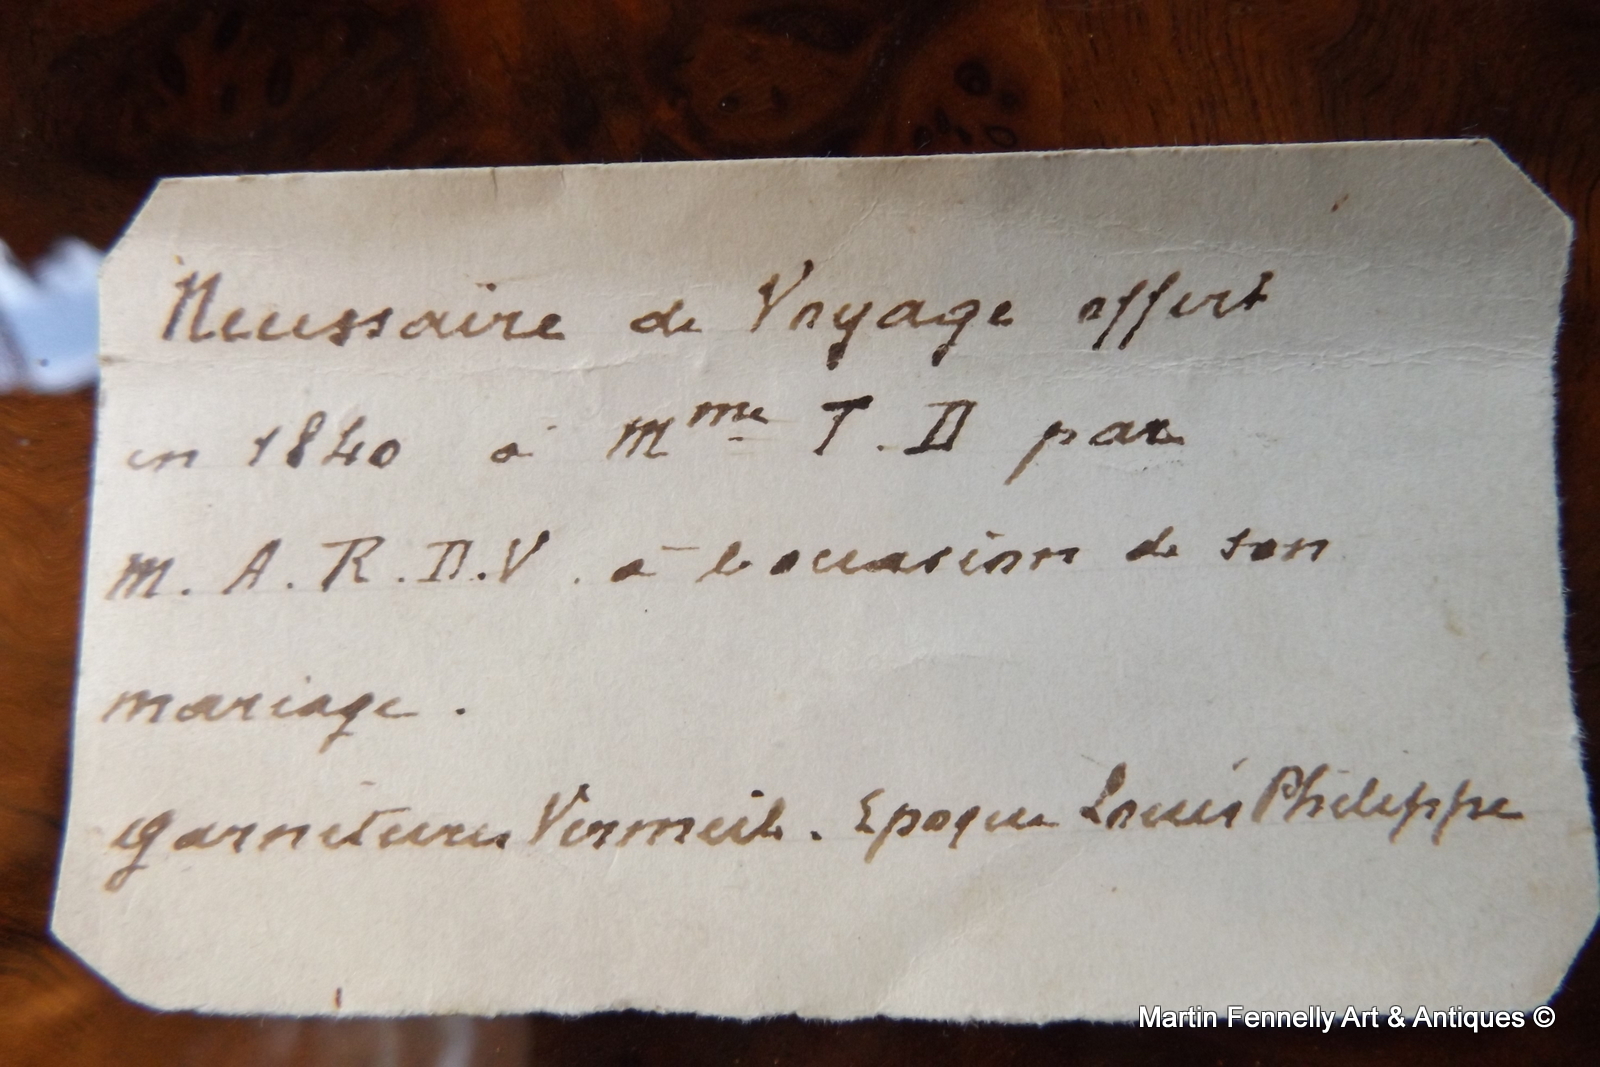 Necessaire de Voyage offert
en 1840 à Mme T. D par
M. A. R. D. V. à l'occasion de son
mariage.
garnitures Vermeil. Epoque Louis Philippe
Martin Fennelly Art & Antiques ©